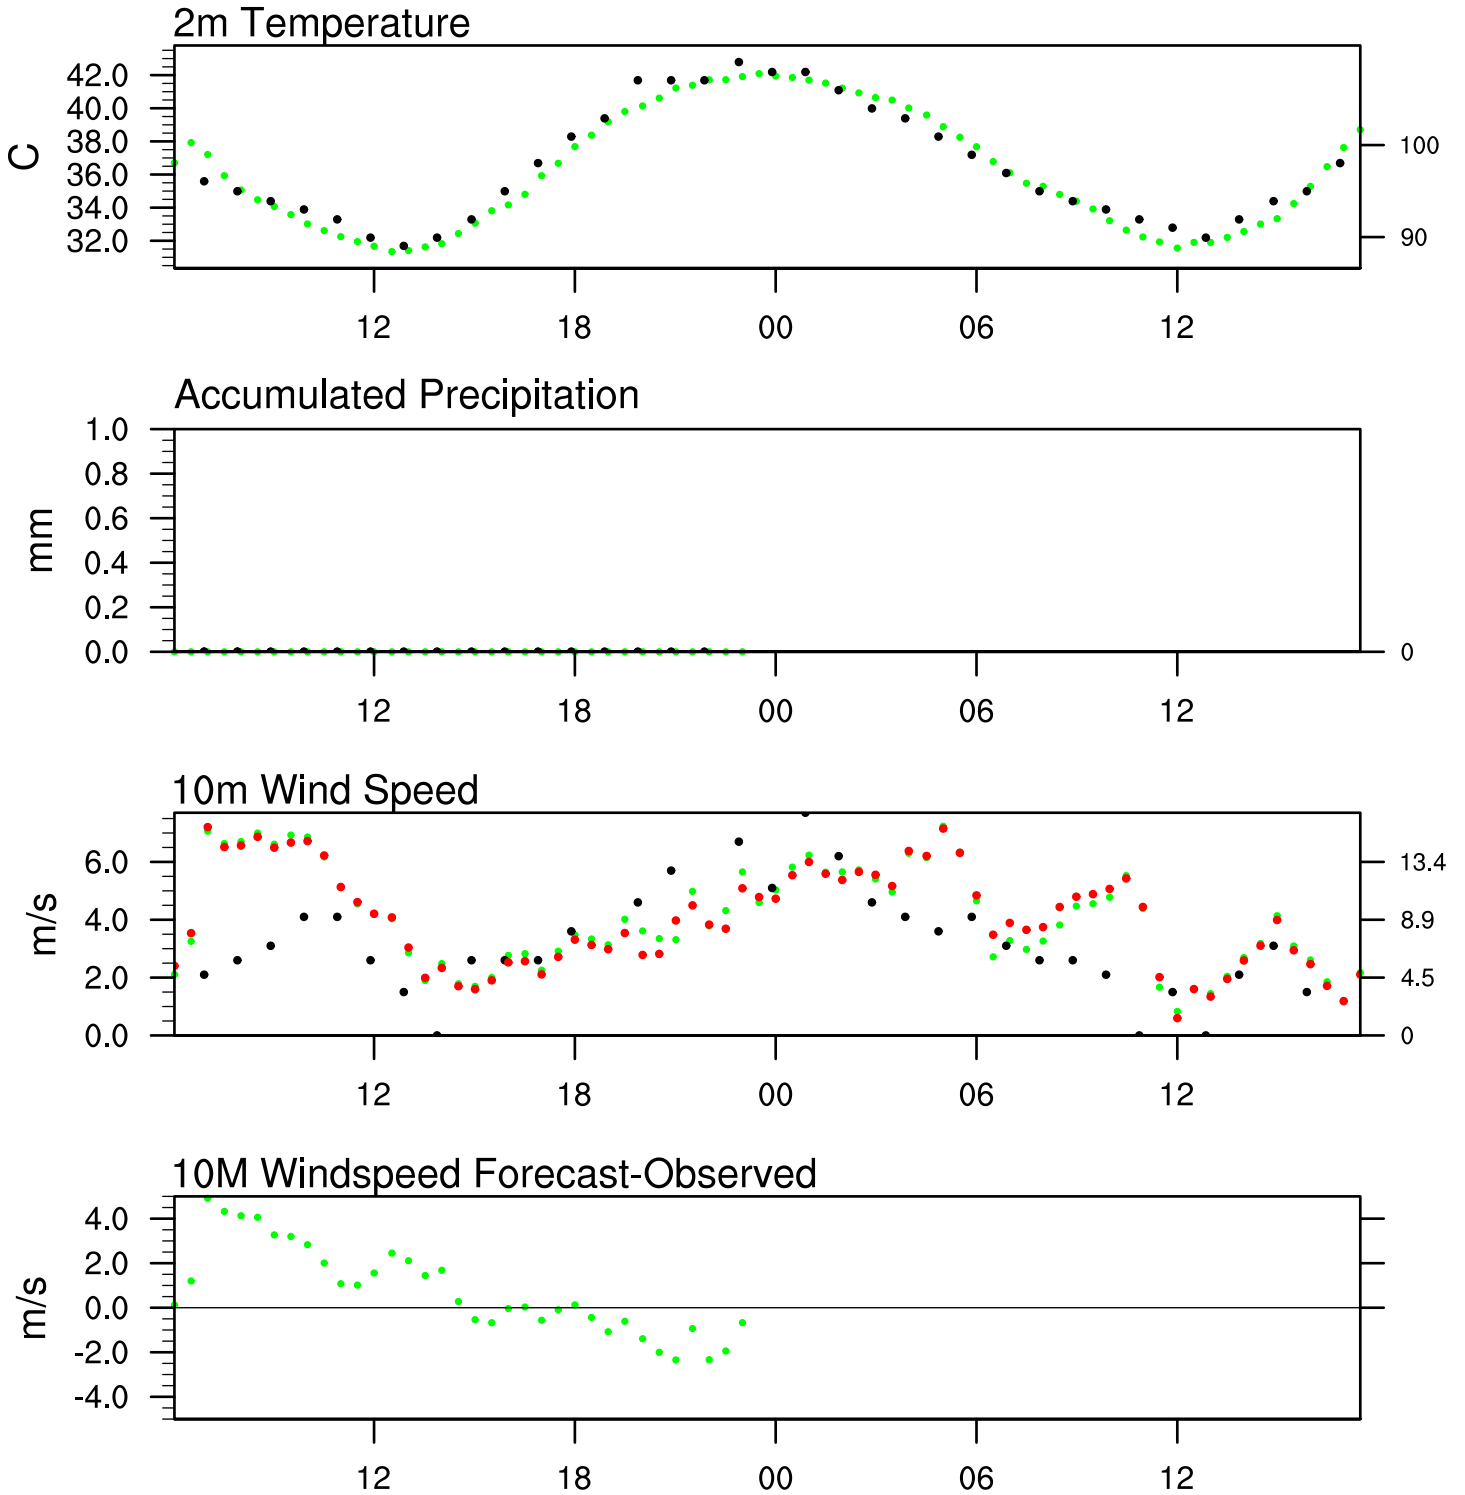 2m Temperature
42.0
40.0
38.0
36.0
34.0
32.0
C
100
90
12 18 00 06 12
Accumulated Precipitation
1.0
0.8
0.6
0.4
0.2
0.0
mm
0
12 18 00 06 12
10m Wind Speed
6.0
4.0
2.0
0.0
m/s
13.4
8.9
4.5
0
12 18 00 06 12
10M Windspeed Forecast-Observed
4.0
2.0
0.0
-2.0
-4.0
m/s
12 18 00 06 12